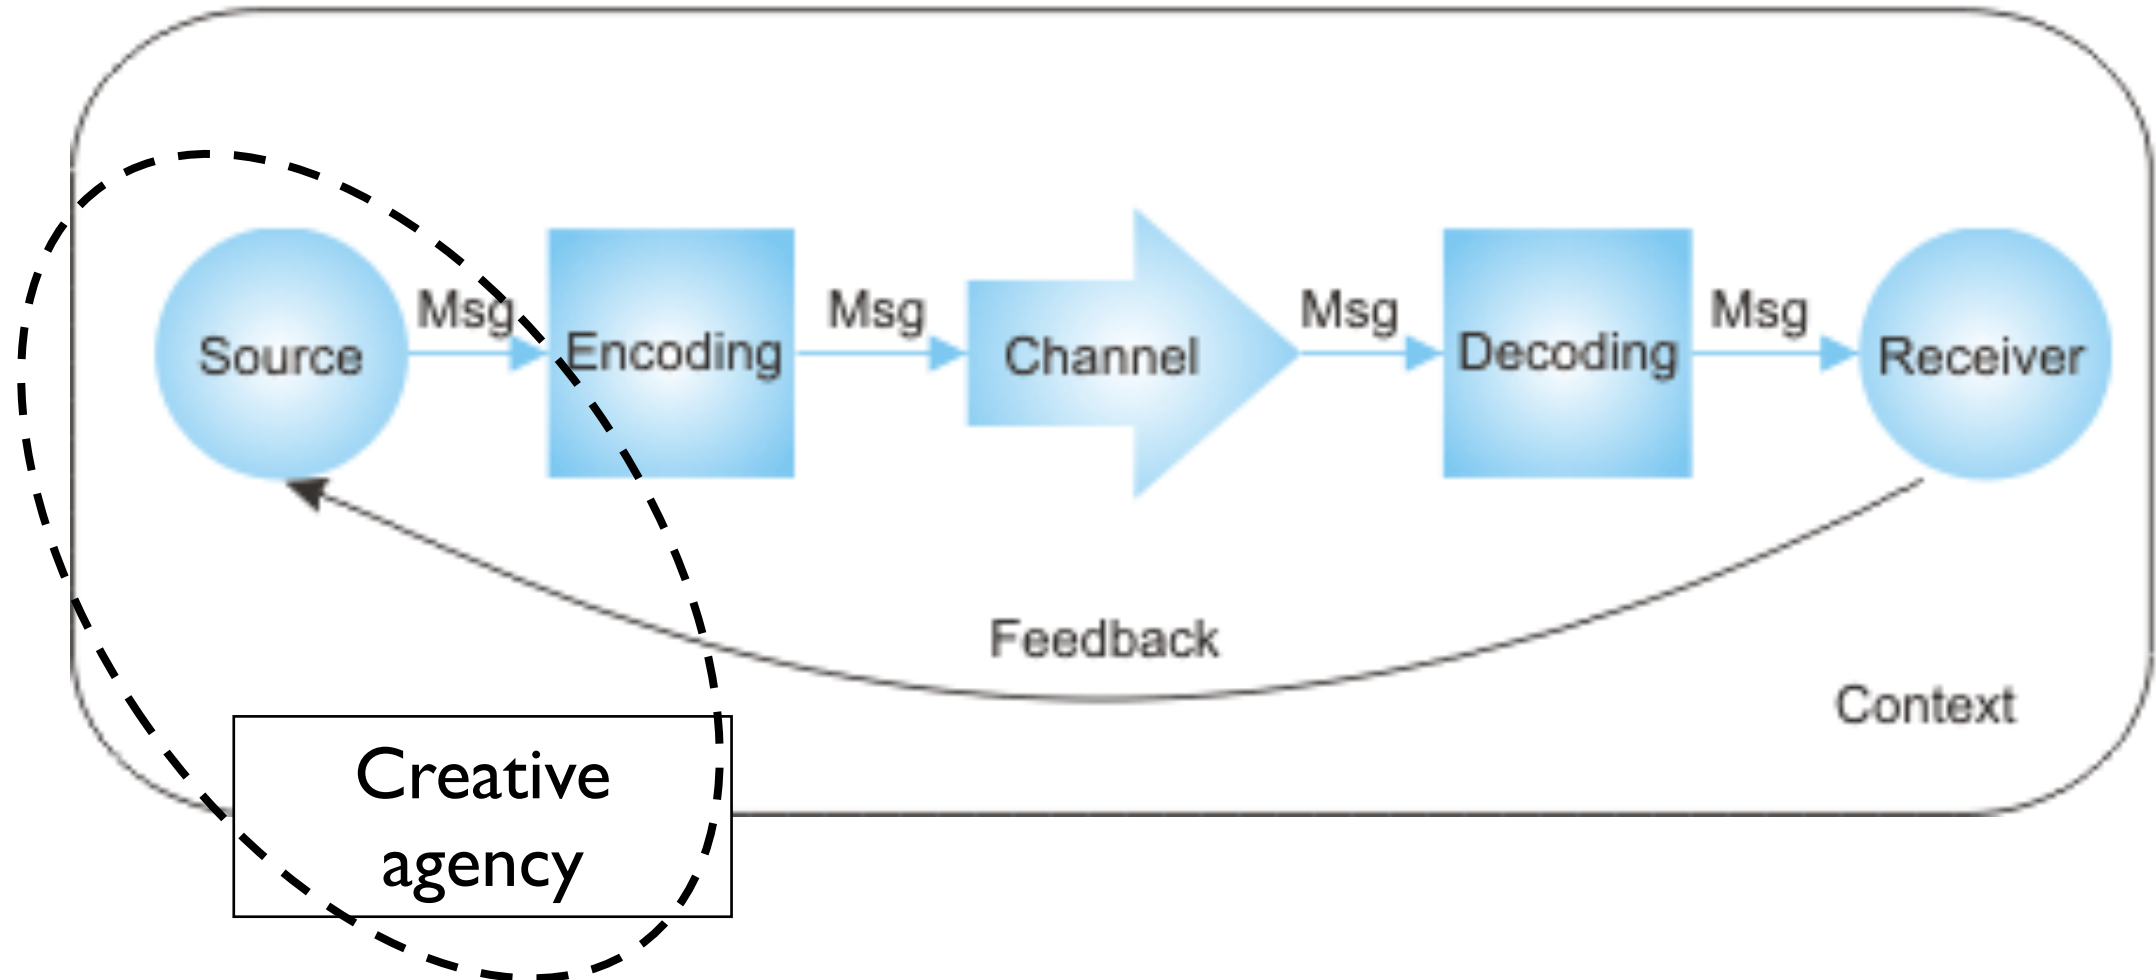 Msg Msg Msg Msg
Source Encoding Channel Decoding Receiver
Feedback
Context
Creative
agency